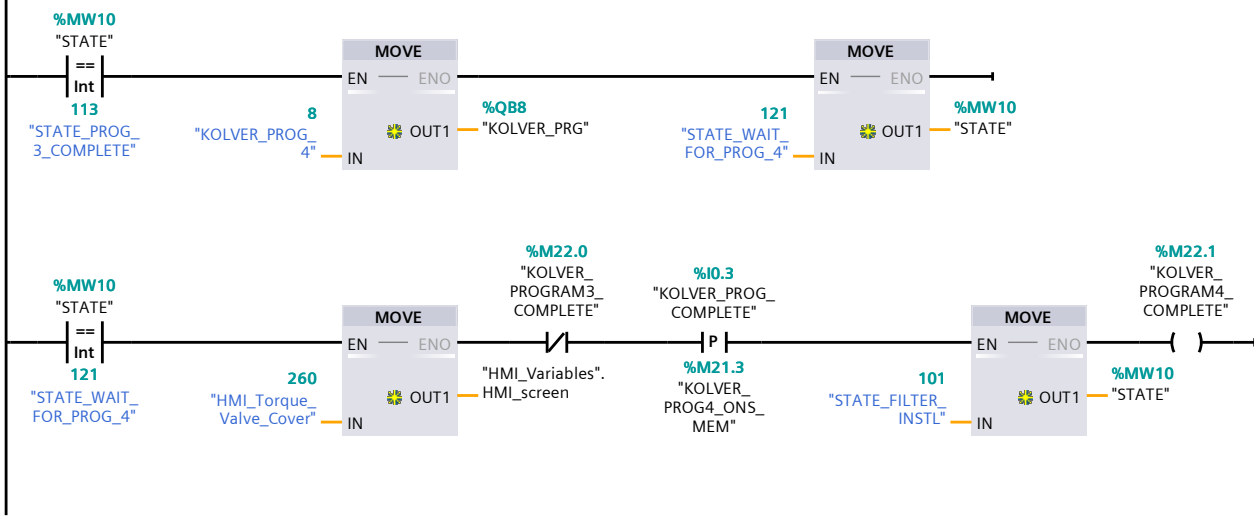 %MW10
"STATE"
==
Int
113
"STATE_PROG_
3_COMPLETE"
MOVE
EN
ENO
8
"KOLVER_PROG_
4"
IN
OUT1
%QB8
"KOLVER_PRG"
MOVE
EN
ENO
121
"STATE_WAIT_
FOR_PROG_4"
IN
OUT1
%MW10
"STATE"
%MW10
"STATE"
==
Int
121
"STATE_WAIT_
FOR_PROG_4"
MOVE
EN
ENO
260
"HMI_Torque_
Valve_Cover"
IN
OUT1
"HMI_Variables".
HMI_screen
%M22.0
"KOLVER_
PROGRAM3_
COMPLETE"
%I0.3
"KOLVER_PROG_
COMPLETE"
P
%M21.3
"KOLVER_
PROG4_ONS_
MEM"
MOVE
EN
ENO
101
"STATE_FILTER_
INSTL"
IN
OUT1
%MW10
"STATE"
%M22.1
"KOLVER_
PROGRAM4_
COMPLETE"